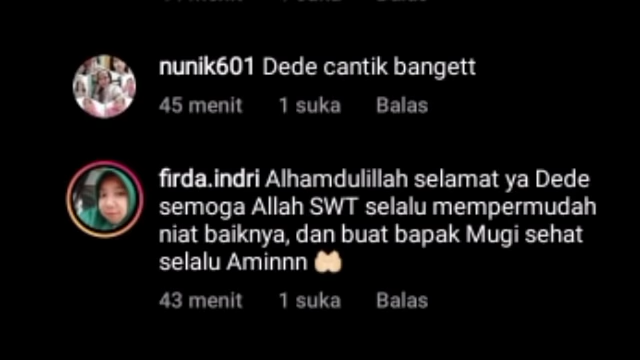 nunik601 Dede cantik bangett
45 menit 1 suka Balas
firda.indri Alhamdulillah selamat ya Dede
semoga Allah SWT selalu mempermudah
niat baiknya, dan buat bapak Mugi sehat
selalu Aminnn 🤲🏻
43 menit 1 suka Balas